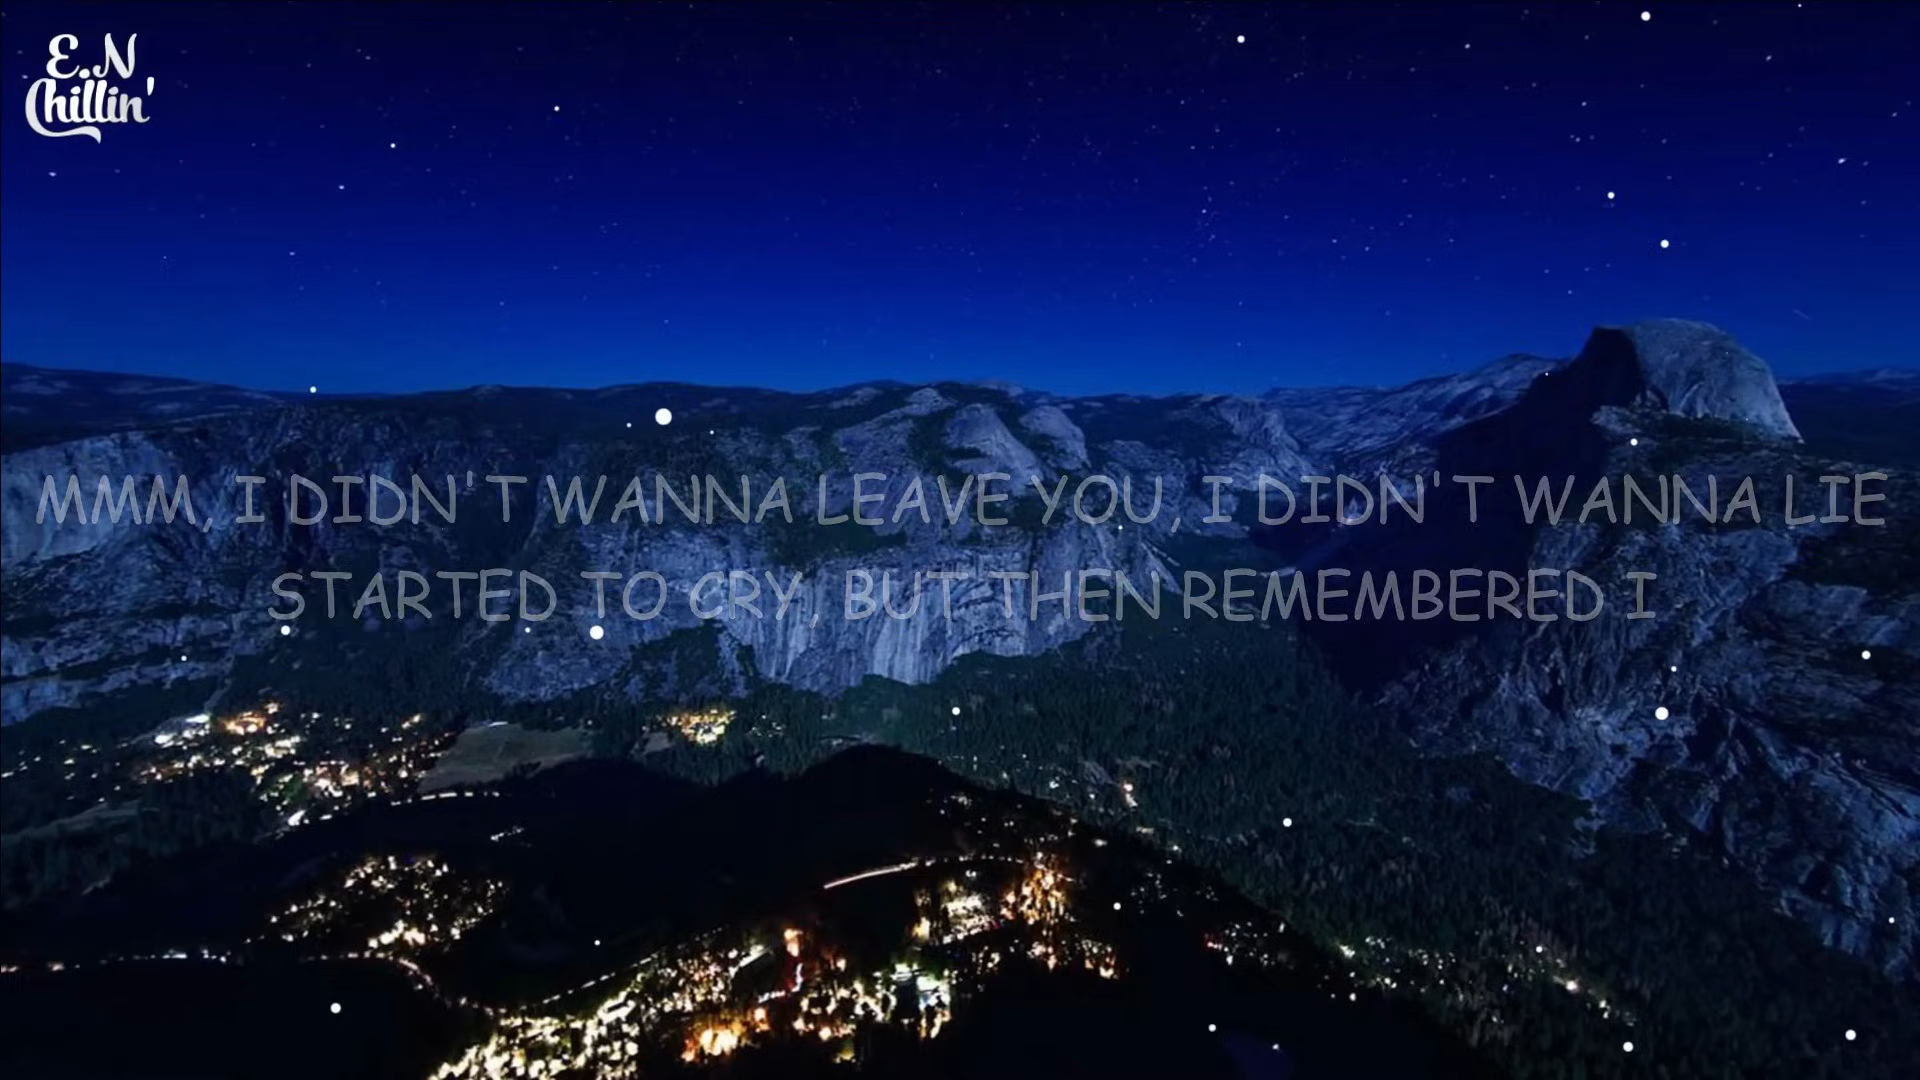 E.N
Chillin'
MMM, I DIDN'T WANNA LEAVE YOU, I DIDN'T WANNA LIE
STARTED TO CRY, BUT THEN REMEMBERED I